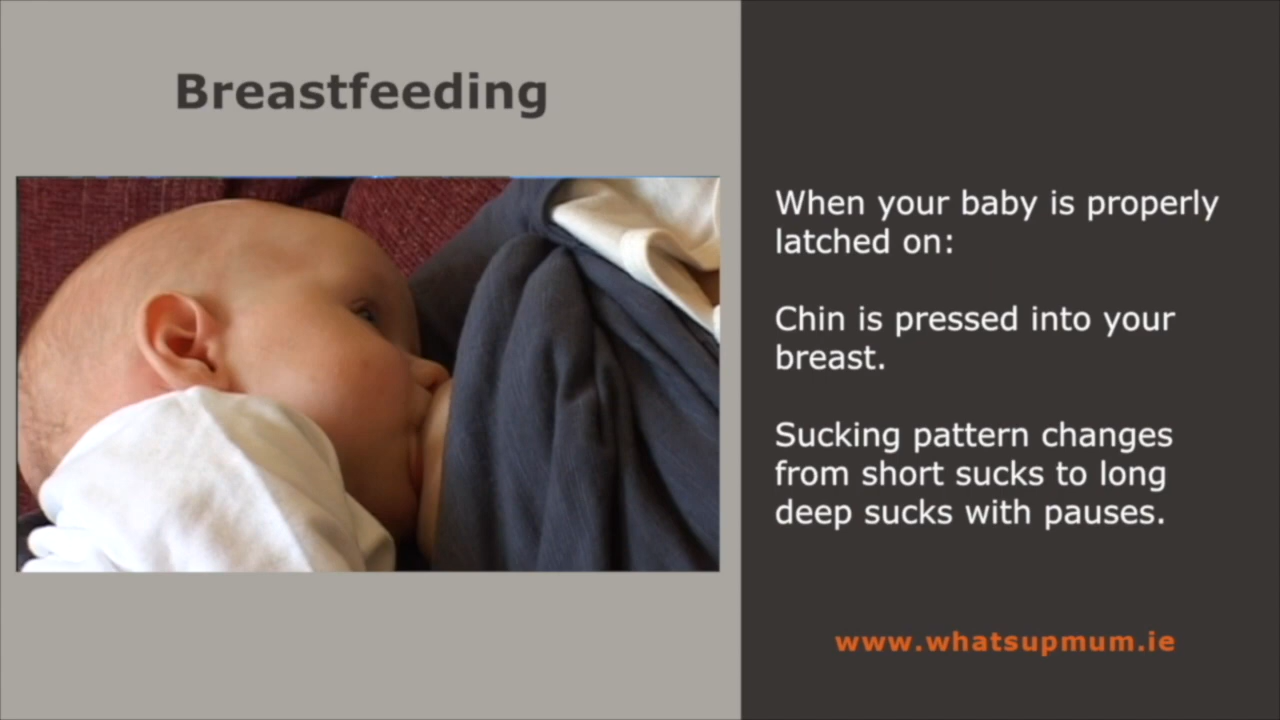 Breastfeeding
When your baby is properly
latched on:
Chin is pressed into your
breast.
Sucking pattern changes
from short sucks to long
deep sucks with pauses.
www.whatsupmum.ie